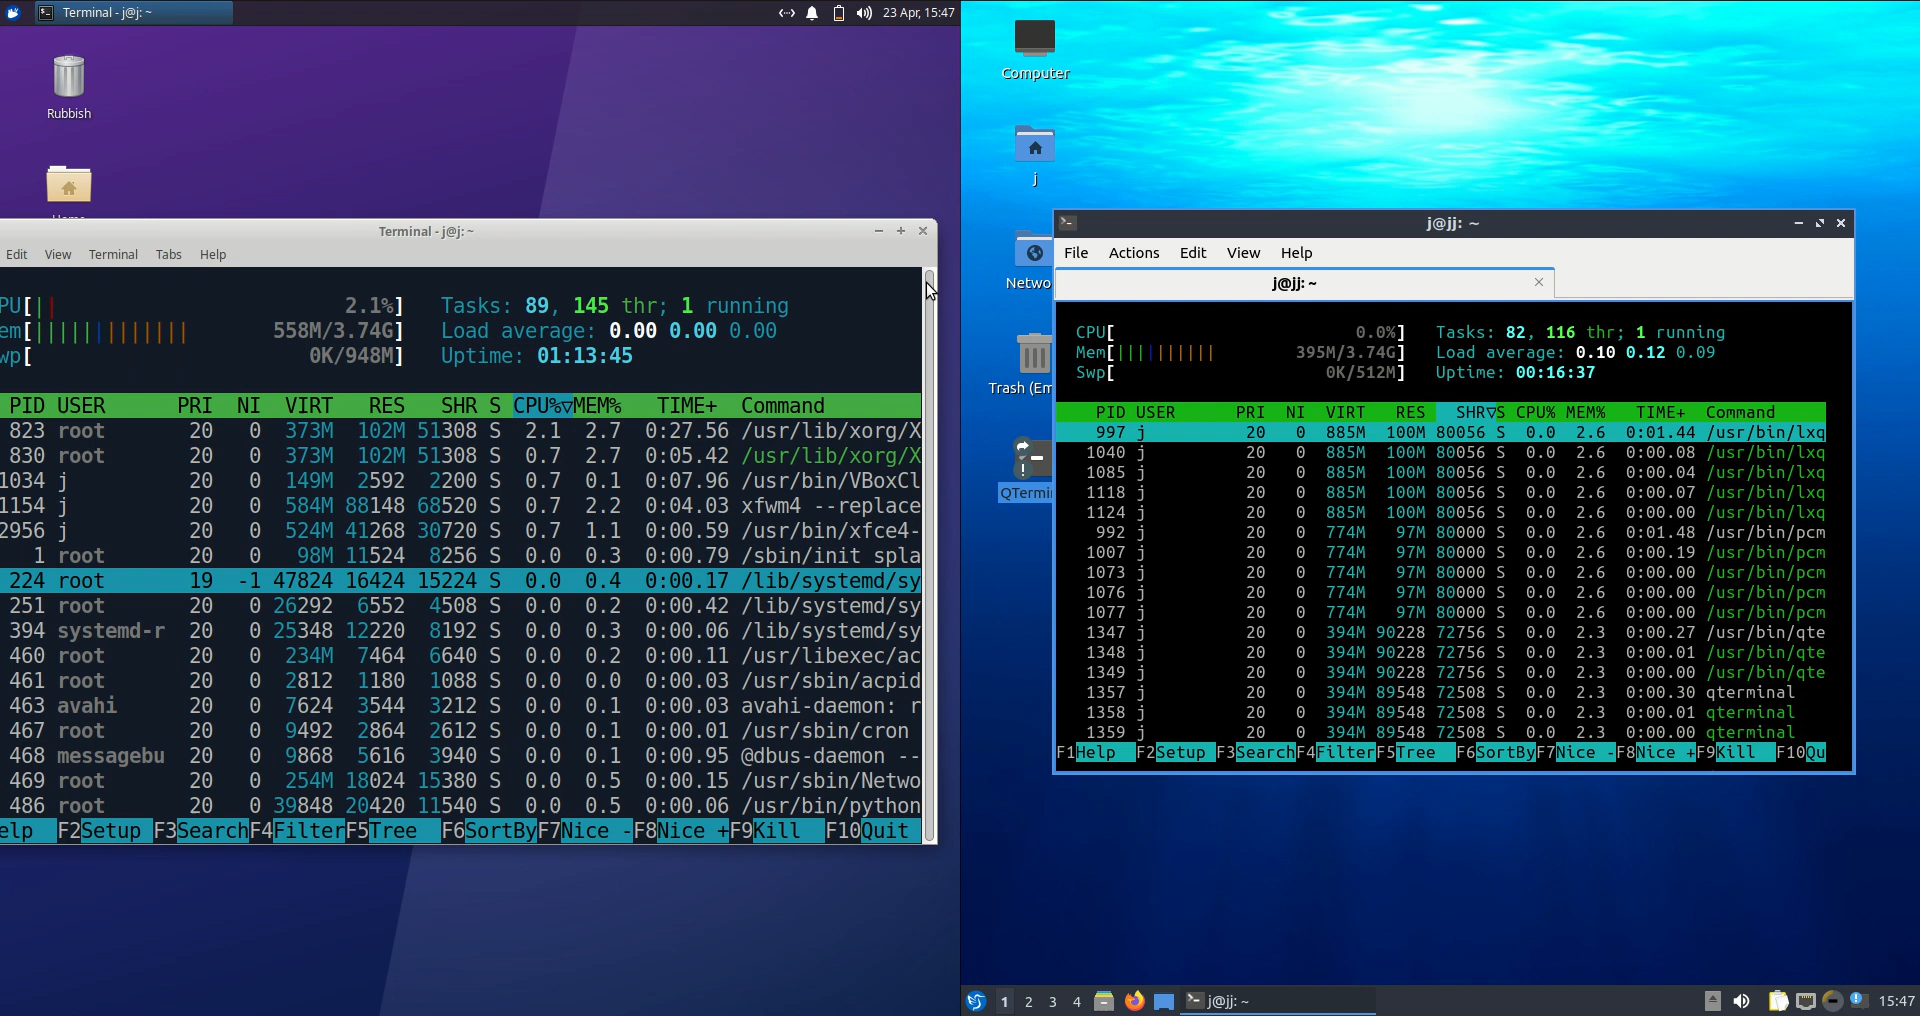 Terminal - j@j: ~
23 Apr, 15:47
Rubbish
Terminal - j@j: ~
Edit View Terminal Tabs Help
PU[|| 2.1%] Tasks: 89, 145 thr; 1 running
em[||||||||||||| 558M/3.74G] Load average: 0.00 0.00 0.00
wp[ 0K/948M] Uptime: 01:13:45
PID USER PRI NI VIRT RES SHR S CPU%▽MEM% TIME+ Command
823 root 20 0 373M 102M 51308 S 2.1 2.7 0:27.56 /usr/lib/xorg/X
830 root 20 0 373M 102M 51308 S 0.7 2.7 0:05.42 /usr/lib/xorg/X
1034 j 20 0 149M 2592 2200 S 0.7 0.1 0:07.96 /usr/bin/VBoxCl
1154 j 20 0 584M 88148 68520 S 0.7 2.2 0:04.03 xfwm4 --replace
2956 j 20 0 524M 41268 30720 S 0.7 1.1 0:00.59 /usr/bin/xfce4-
1 root 20 0 98M 11524 8256 S 0.0 0.3 0:00.79 /sbin/init spla
224 root 19 -1 47824 16424 15224 S 0.0 0.4 0:00.17 /lib/systemd/sy
251 root 20 0 26292 6552 4508 S 0.0 0.2 0:00.42 /lib/systemd/sy
394 systemd-r 20 0 25348 12220 8192 S 0.0 0.3 0:00.06 /lib/systemd/sy
460 root 20 0 234M 7464 6640 S 0.0 0.2 0:00.11 /usr/libexec/ac
461 root 20 0 2812 1180 1088 S 0.0 0.0 0:00.03 /usr/sbin/acpid
463 avahi 20 0 7624 3544 3212 S 0.0 0.1 0:00.03 avahi-daemon: r
467 root 20 0 9492 2864 2612 S 0.0 0.1 0:00.01 /usr/sbin/cron
468 messagebu 20 0 9868 5616 3940 S 0.0 0.1 0:00.95 @dbus-daemon --
469 root 20 0 254M 18024 15380 S 0.0 0.5 0:00.15 /usr/sbin/Netwo
486 root 20 0 39848 20420 11540 S 0.0 0.5 0:00.06 /usr/bin/python
elp F2Setup F3SearchF4FilterF5Tree F6SortByF7Nice -F8Nice +F9Kill F10Quit
Computer
j
Netwo
Trash (Em
QTermi
j@jj: ~
File Actions Edit View Help
j@jj: ~
CPU[ 0.0%] Tasks: 82, 116 thr; 1 running
Mem[|||||||||| 395M/3.74G] Load average: 0.10 0.12 0.09
Swp[ 0K/512M] Uptime: 00:16:37
PID USER PRI NI VIRT RES SHR▽S CPU% MEM% TIME+ Command
997 j 20 0 885M 100M 80056 S 0.0 2.6 0:01.44 /usr/bin/lxq
1040 j 20 0 885M 100M 80056 S 0.0 2.6 0:00.08 /usr/bin/lxq
1085 j 20 0 885M 100M 80056 S 0.0 2.6 0:00.04 /usr/bin/lxq
1118 j 20 0 885M 100M 80056 S 0.0 2.6 0:00.07 /usr/bin/lxq
1124 j 20 0 885M 100M 80056 S 0.0 2.6 0:00.00 /usr/bin/lxq
992 j 20 0 774M 97M 80000 S 0.0 2.6 0:01.48 /usr/bin/pcm
1007 j 20 0 774M 97M 80000 S 0.0 2.6 0:00.19 /usr/bin/pcm
1073 j 20 0 774M 97M 80000 S 0.0 2.6 0:00.00 /usr/bin/pcm
1076 j 20 0 774M 97M 80000 S 0.0 2.6 0:00.00 /usr/bin/pcm
1077 j 20 0 774M 97M 80000 S 0.0 2.6 0:00.00 /usr/bin/pcm
1347 j 20 0 394M 90228 72756 S 0.0 2.3 0:00.27 /usr/bin/qte
1348 j 20 0 394M 90228 72756 S 0.0 2.3 0:00.01 /usr/bin/qte
1349 j 20 0 394M 90228 72756 S 0.0 2.3 0:00.00 /usr/bin/qte
1357 j 20 0 394M 89548 72508 S 0.0 2.3 0:00.30 qterminal
1358 j 20 0 394M 89548 72508 S 0.0 2.3 0:00.01 qterminal
1359 j 20 0 394M 89548 72508 S 0.0 2.3 0:00.00 qterminal
F1Help F2Setup F3SearchF4FilterF5Tree F6SortByF7Nice -F8Nice +F9Kill F10Qu
1 2 3 4
j@jj: ~
15:47